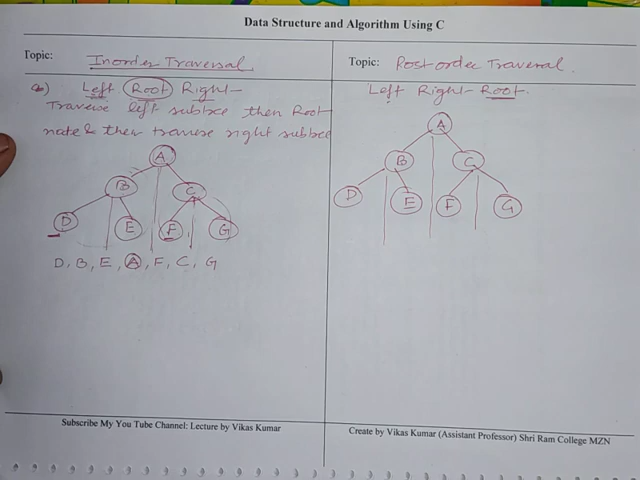 Data Structure and Algorithm Using C
Topic: Inorder Traversal
Left Root Right
Traverse left subtree then Root
node & then traverse right subtree
A
B C
D E F G
D, B, E, A, F, C, G
Topic: Postorder Traversal.
Left Right Root.
A
B C
D E F G
Subscribe My You Tube Channel: Lecture by Vikas Kumar
Create by Vikas Kumar (Assistant Professor) Shri Ram College MZN